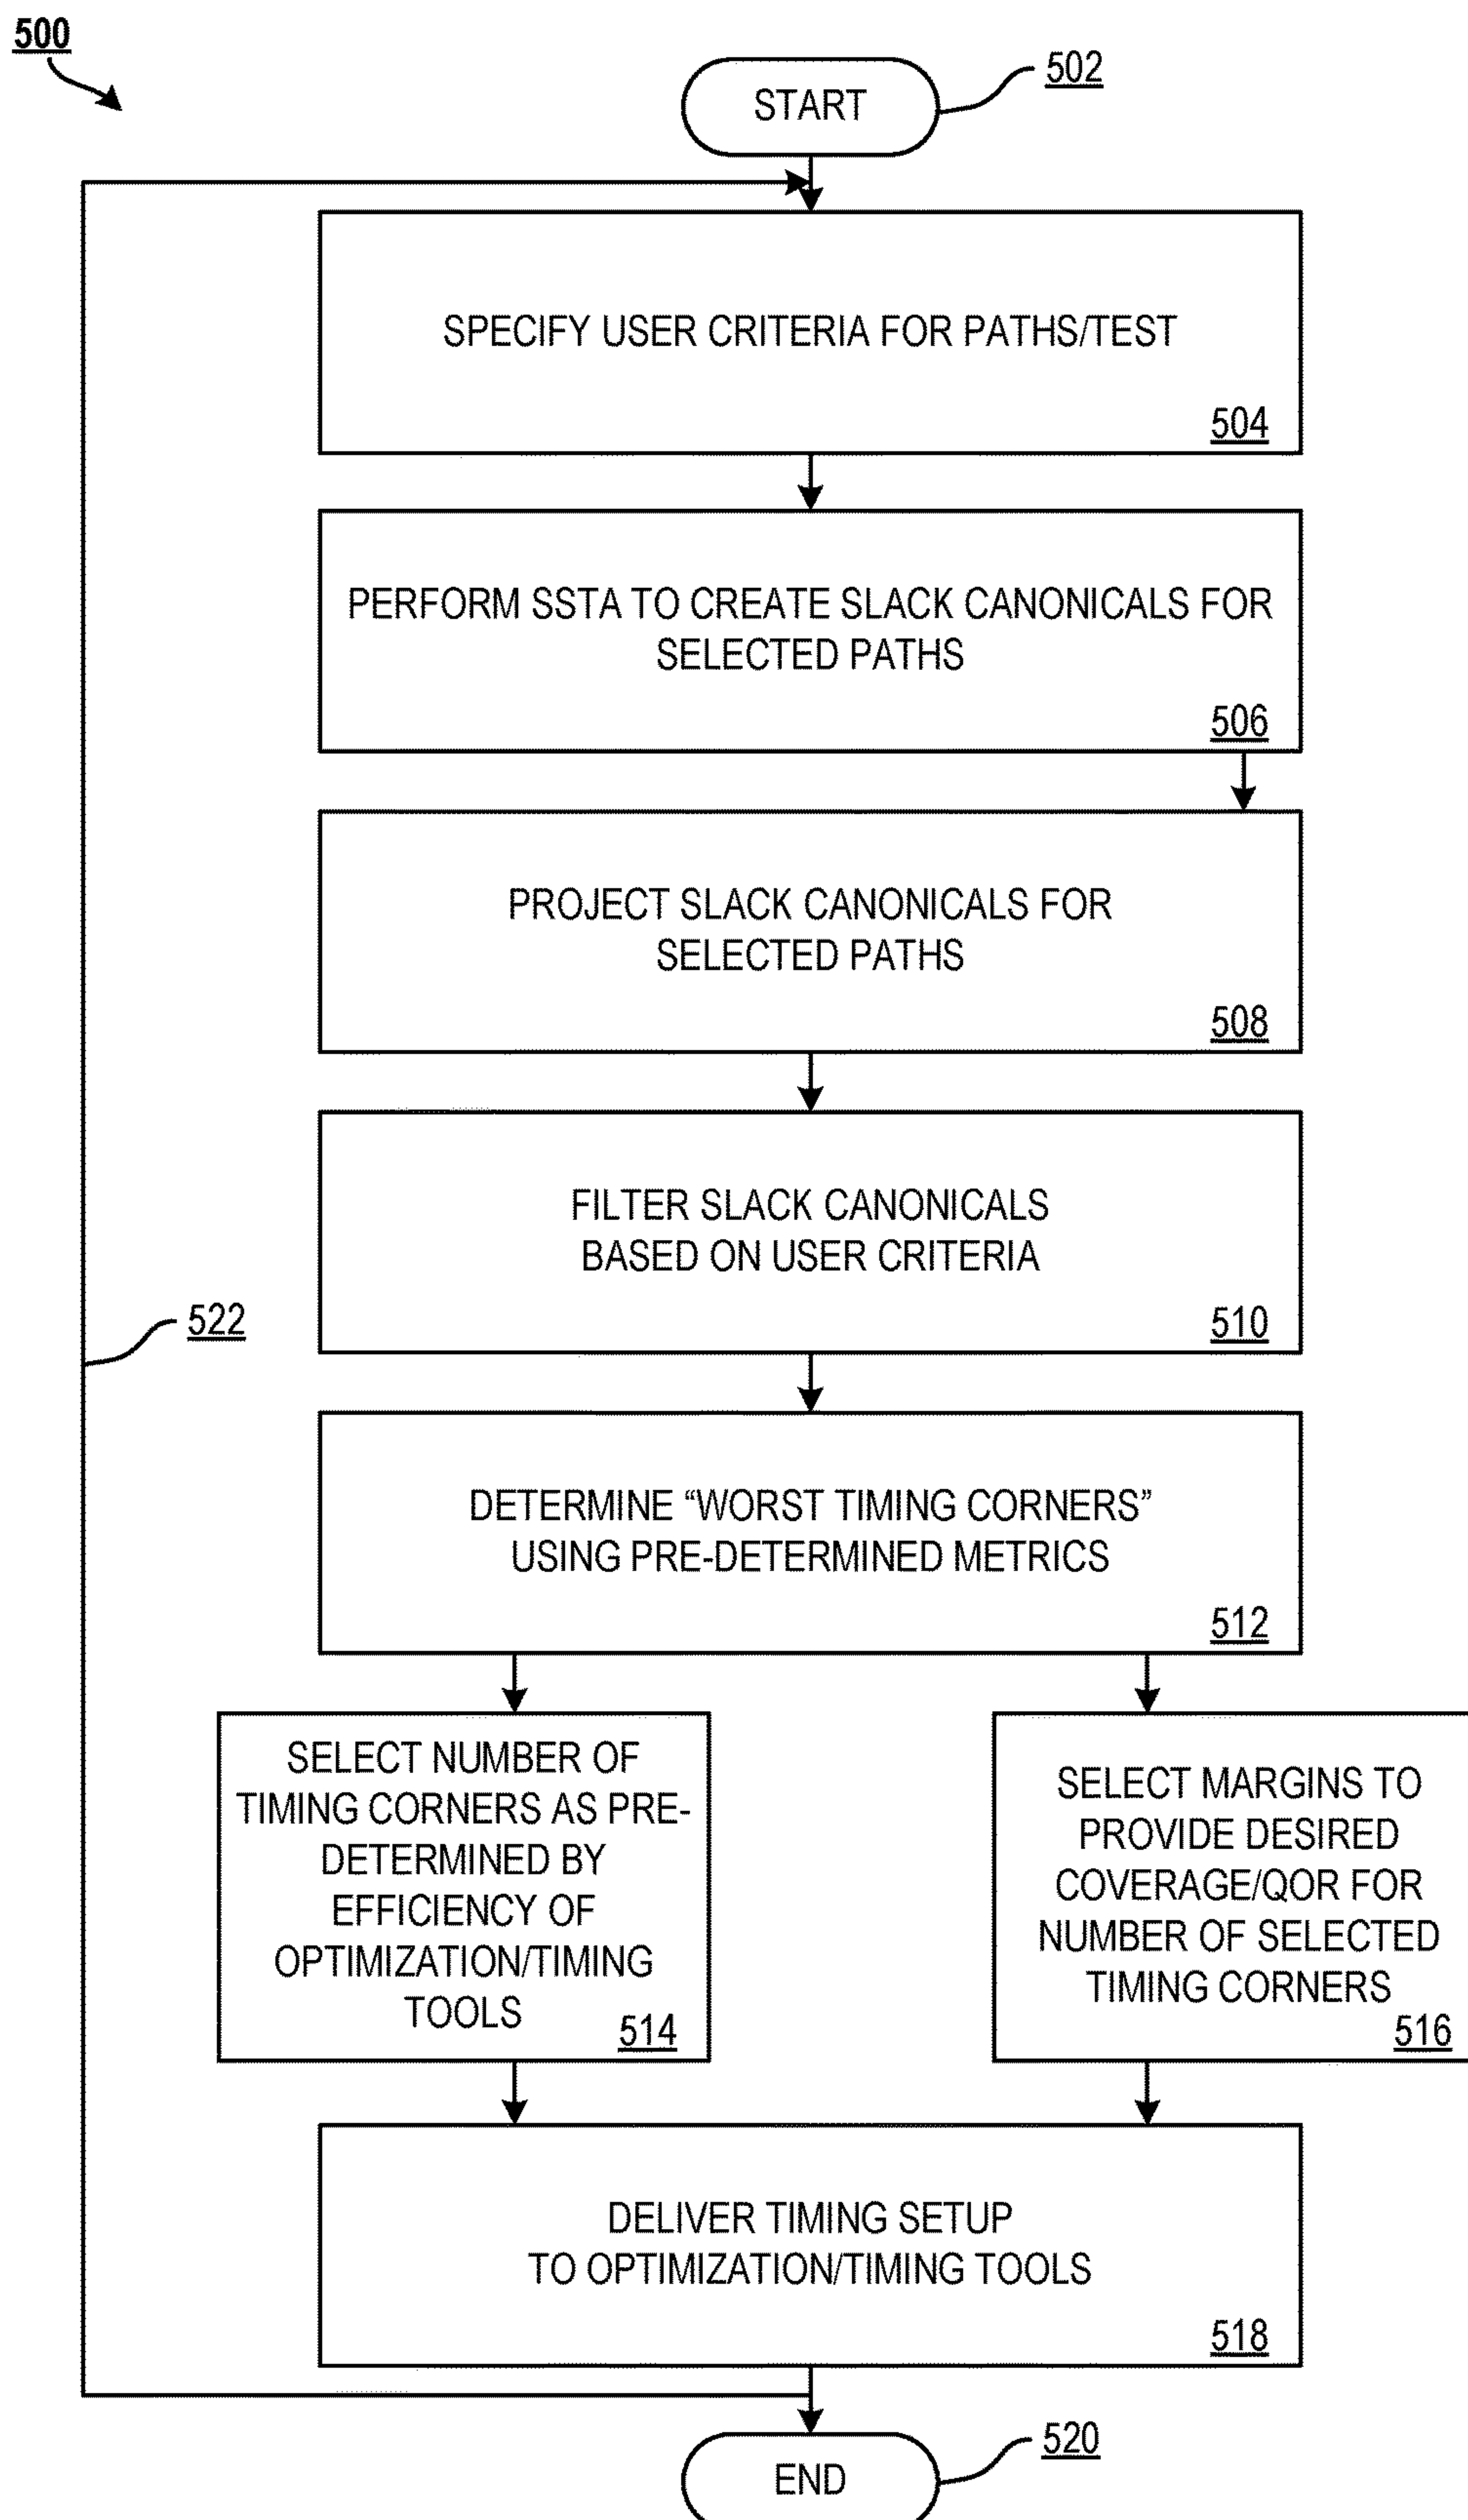 500
START
502
SPECIFY USER CRITERIA FOR PATHS/TEST
504
PERFORM SSTA TO CREATE SLACK CANONICALS FOR
SELECTED PATHS
506
PROJECT SLACK CANONICALS FOR
SELECTED PATHS
508
FILTER SLACK CANONICALS
BASED ON USER CRITERIA
510
522
DETERMINE “WORST TIMING CORNERS”
USING PRE-DETERMINED METRICS
512
SELECT NUMBER OF
TIMING CORNERS AS PRE-
DETERMINED BY
EFFICIENCY OF
OPTIMIZATION/TIMING
TOOLS
514
SELECT MARGINS TO
PROVIDE DESIRED
COVERAGE/QOR FOR
NUMBER OF SELECTED
TIMING CORNERS
516
DELIVER TIMING SETUP
TO OPTIMIZATION/TIMING TOOLS
518
520
END